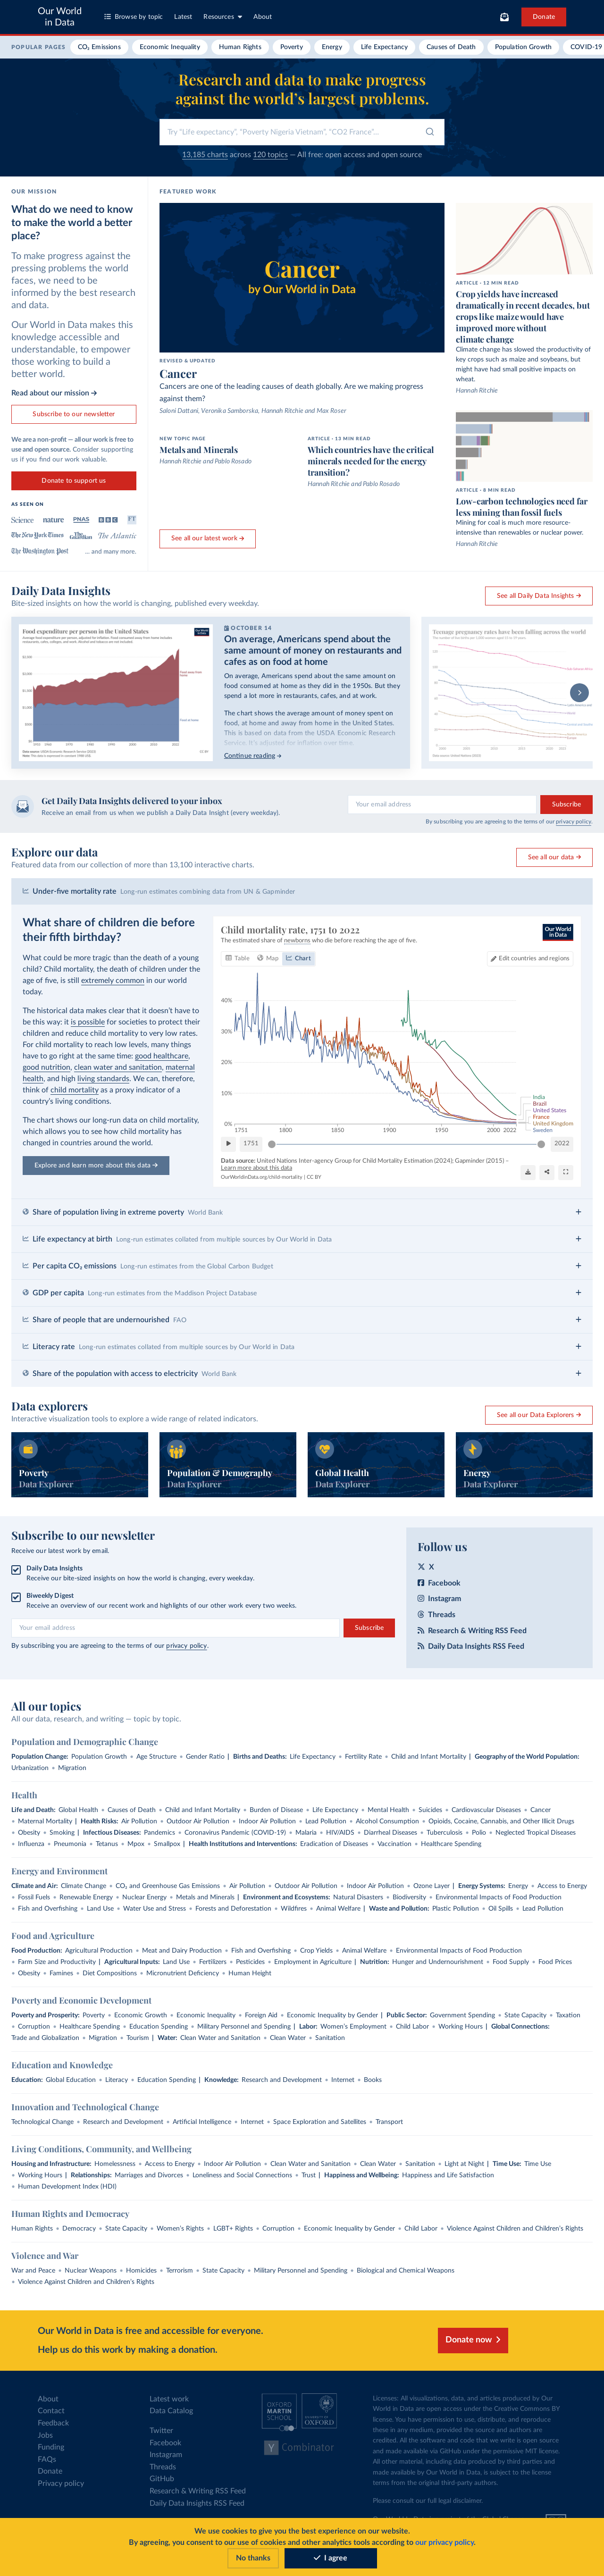 Our World
in Data
Browse by topic
Latest
Resources
About
Donate
POPULAR PAGES
CO₂ Emissions
Economic Inequality
Human Rights
Poverty
Energy
Life Expectancy
Causes of Death
Population Growth
COVID-19
Research and data to make progress
against the world’s largest problems.
Try "Life expectancy", "Poverty Nigeria Vietnam", "CO2 France"...
13,185 charts across 120 topics — All free: open access and open source
OUR MISSION
What do we need to know
to make the world a better
place?
To make progress against the
pressing problems the world
faces, we need to be
informed by the best research
and data.
Our World in Data makes this
knowledge accessible and
understandable, to empower
those working to build a
better world.
Read about our mission →
Subscribe to our newsletter
We are a non-profit — all our work is free to
use and open source. Consider supporting
us if you find our work valuable.
Donate to support us
AS SEEN ON
Science nature PNAS BBC FT
The New York Times The Guardian The Atlantic
The Washington Post ... and many more.
FEATURED WORK
Cancer
by Our World in Data
REVISED & UPDATED
Cancer
Cancers are one of the leading causes of death globally. Are we making progress
against them?
Saloni Dattani, Veronika Samborska, Hannah Ritchie and Max Roser
NEW TOPIC PAGE
Metals and Minerals
Hannah Ritchie and Pablo Rosado
ARTICLE · 13 MIN READ
Which countries have the critical
minerals needed for the energy
transition?
Hannah Ritchie and Pablo Rosado
See all our latest work →
ARTICLE · 12 MIN READ
Crop yields have increased
dramatically in recent decades, but
crops like maize would have
improved more without
climate change
Climate change has slowed the productivity of
key crops such as maize and soybeans, but
might have had small positive impacts on
wheat.
Hannah Ritchie
ARTICLE · 8 MIN READ
Low-carbon technologies need far
less mining than fossil fuels
Mining for coal is much more resource-
intensive than renewables or nuclear power.
Hannah Ritchie
Daily Data Insights
Bite-sized insights on how the world is changing, published every weekday.
See all Daily Data Insights →
Food expenditure per person in the United States
OCTOBER 14
On average, Americans spend about the
same amount of money on restaurants and
cafes as on food at home
On average, Americans spend about the same amount on
food consumed at home as they did in the 1950s. But they
spend a lot more in restaurants, cafes, and at work.
The chart shows the average amount of money spent on
food, at home and away from home in the United States.
This is based on data from the USDA Economic Research
Service. It's adjusted for inflation over time.
Continue reading →
Teenage pregnancy rates have been falling across the world
Get Daily Data Insights delivered to your inbox
Receive an email from us when we publish a Daily Data Insight (every weekday).
Your email address
Subscribe
By subscribing you are agreeing to the terms of our privacy policy.
Explore our data
Featured data from our collection of more than 13,100 interactive charts.
See all our data →
Under-five mortality rate Long-run estimates combining data from UN & Gapminder
What share of children die before
their fifth birthday?
What could be more tragic than the death of a young
child? Child mortality, the death of children under the
age of five, is still extremely common in our world
today.
The historical data makes clear that it doesn’t have to
be this way: it is possible for societies to protect their
children and reduce child mortality to very low rates.
For child mortality to reach low levels, many things
have to go right at the same time: good healthcare,
good nutrition, clean water and sanitation, maternal
health, and high living standards. We can, therefore,
think of child mortality as a proxy indicator of a
country’s living conditions.
The chart shows our long-run data on child mortality,
which allows you to see how child mortality has
changed in countries around the world.
Explore and learn more about this data →
Child mortality rate, 1751 to 2022
The estimated share of newborns who die before reaching the age of five.
Our World
in Data
Table
Map
Chart
Edit countries and regions
40%
30%
20%
10%
0%
1751 1800 1850 1900 1950 2000 2022
India
Brazil
United States
France
United Kingdom
Sweden
1751
2022
Data source: United Nations Inter-agency Group for Child Mortality Estimation (2024); Gapminder (2015) –
Learn more about this data
OurWorldinData.org/child-mortality | CC BY
Share of population living in extreme poverty World Bank
Life expectancy at birth Long-run estimates collated from multiple sources by Our World in Data
Per capita CO₂ emissions Long-run estimates from the Global Carbon Budget
GDP per capita Long-run estimates from the Maddison Project Database
Share of people that are undernourished FAO
Literacy rate Long-run estimates collated from multiple sources by Our World in Data
Share of the population with access to electricity World Bank
Data explorers
Interactive visualization tools to explore a wide range of related indicators.
See all our Data Explorers →
Poverty
Data Explorer
Population & Demography
Data Explorer
Global Health
Data Explorer
Energy
Data Explorer
Subscribe to our newsletter
Receive our latest work by email.
Daily Data Insights
Receive our bite-sized insights on how the world is changing, every weekday.
Biweekly Digest
Receive an overview of our recent work and highlights of our other work every two weeks.
Your email address
Subscribe
By subscribing you are agreeing to the terms of our privacy policy.
Follow us
X
Facebook
Instagram
Threads
Research & Writing RSS Feed
Daily Data Insights RSS Feed
All our topics
All our data, research, and writing — topic by topic.
Population and Demographic Change
Population Change: Population Growth • Age Structure • Gender Ratio | Births and Deaths: Life Expectancy • Fertility Rate • Child and Infant Mortality | Geography of the World Population:
Urbanization • Migration
Health
Life and Death: Global Health • Causes of Death • Child and Infant Mortality • Burden of Disease • Life Expectancy • Mental Health • Suicides • Cardiovascular Diseases • Cancer
• Maternal Mortality | Health Risks: Air Pollution • Outdoor Air Pollution • Indoor Air Pollution • Lead Pollution • Alcohol Consumption • Opioids, Cocaine, Cannabis, and Other Illicit Drugs
• Obesity • Smoking | Infectious Diseases: Pandemics • Coronavirus Pandemic (COVID-19) • Malaria • HIV/AIDS • Diarrheal Diseases • Tuberculosis • Polio • Neglected Tropical Diseases
• Influenza • Pneumonia • Tetanus • Mpox • Smallpox | Health Institutions and Interventions: Eradication of Diseases • Vaccination • Healthcare Spending
Energy and Environment
Climate and Air: Climate Change • CO₂ and Greenhouse Gas Emissions • Air Pollution • Outdoor Air Pollution • Indoor Air Pollution • Ozone Layer | Energy Systems: Energy • Access to Energy
• Fossil Fuels • Renewable Energy • Nuclear Energy • Metals and Minerals | Environment and Ecosystems: Natural Disasters • Biodiversity • Environmental Impacts of Food Production
• Fish and Overfishing • Land Use • Water Use and Stress • Forests and Deforestation • Wildfires • Animal Welfare | Waste and Pollution: Plastic Pollution • Oil Spills • Lead Pollution
Food and Agriculture
Food Production: Agricultural Production • Meat and Dairy Production • Fish and Overfishing • Crop Yields • Animal Welfare • Environmental Impacts of Food Production
• Farm Size and Productivity | Agricultural Inputs: Land Use • Fertilizers • Pesticides • Employment in Agriculture | Nutrition: Hunger and Undernourishment • Food Supply • Food Prices
• Obesity • Famines • Diet Compositions • Micronutrient Deficiency • Human Height
Poverty and Economic Development
Poverty and Prosperity: Poverty • Economic Growth • Economic Inequality • Foreign Aid • Economic Inequality by Gender | Public Sector: Government Spending • State Capacity • Taxation
• Corruption • Healthcare Spending • Education Spending • Military Personnel and Spending | Labor: Women’s Employment • Child Labor • Working Hours | Global Connections:
Trade and Globalization • Migration • Tourism | Water: Clean Water and Sanitation • Clean Water • Sanitation
Education and Knowledge
Education: Global Education • Literacy • Education Spending | Knowledge: Research and Development • Internet • Books
Innovation and Technological Change
Technological Change • Research and Development • Artificial Intelligence • Internet • Space Exploration and Satellites • Transport
Living Conditions, Community, and Wellbeing
Housing and Infrastructure: Homelessness • Access to Energy • Indoor Air Pollution • Clean Water and Sanitation • Clean Water • Sanitation • Light at Night | Time Use: Time Use
• Working Hours | Relationships: Marriages and Divorces • Loneliness and Social Connections • Trust | Happiness and Wellbeing: Happiness and Life Satisfaction
• Human Development Index (HDI)
Human Rights and Democracy
Human Rights • Democracy • State Capacity • Women’s Rights • LGBT+ Rights • Corruption • Economic Inequality by Gender • Child Labor • Violence Against Children and Children’s Rights
Violence and War
War and Peace • Nuclear Weapons • Homicides • Terrorism • State Capacity • Military Personnel and Spending • Biological and Chemical Weapons
• Violence Against Children and Children’s Rights
Our World in Data is free and accessible for everyone.
Help us do this work by making a donation.
Donate now
About
Contact
Feedback
Jobs
Funding
FAQs
Donate
Privacy policy
Latest work
Data Catalog
Twitter
Facebook
Instagram
Threads
GitHub
Research & Writing RSS Feed
Daily Data Insights RSS Feed
OXFORD
MARTIN
SCHOOL
UNIVERSITY OF
OXFORD
Y Combinator
Licenses: All visualizations, data, and articles produced by Our
World in Data are open access under the Creative Commons BY
license. You have permission to use, distribute, and reproduce
these in any medium, provided the source and authors are
credited. All the software and code that we write is open source
and made available via GitHub under the permissive MIT license.
All other material, including data produced by third parties and
made available by Our World in Data, is subject to the license
terms from the original third-party authors.
Please consult our full legal disclaimer.
We use cookies to give you the best experience on our website.
By agreeing, you consent to our use of cookies and other analytics tools according to our privacy policy.
No thanks
I agree